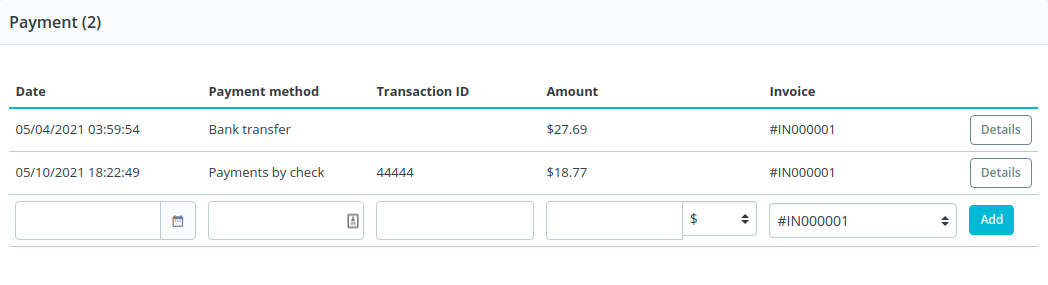 Payment (2)
Date Payment method Transaction ID Amount Invoice
05/04/2021 03:59:54 Bank transfer $27.69 #IN000001 Details
05/10/2021 18:22:49 Payments by check 44444 $18.77 #IN000001 Details
$ #IN000001 Add